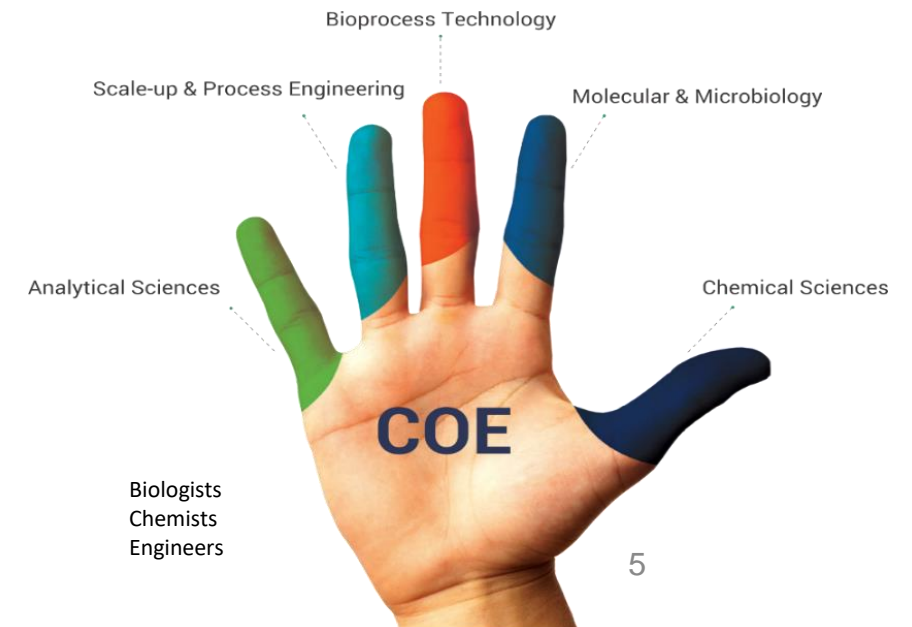 Bioprocess Technology
Scale-up & Process Engineering
Molecular & Microbiology
Analytical Sciences
Chemical Sciences
COE
Biologists
Chemists
Engineers
5